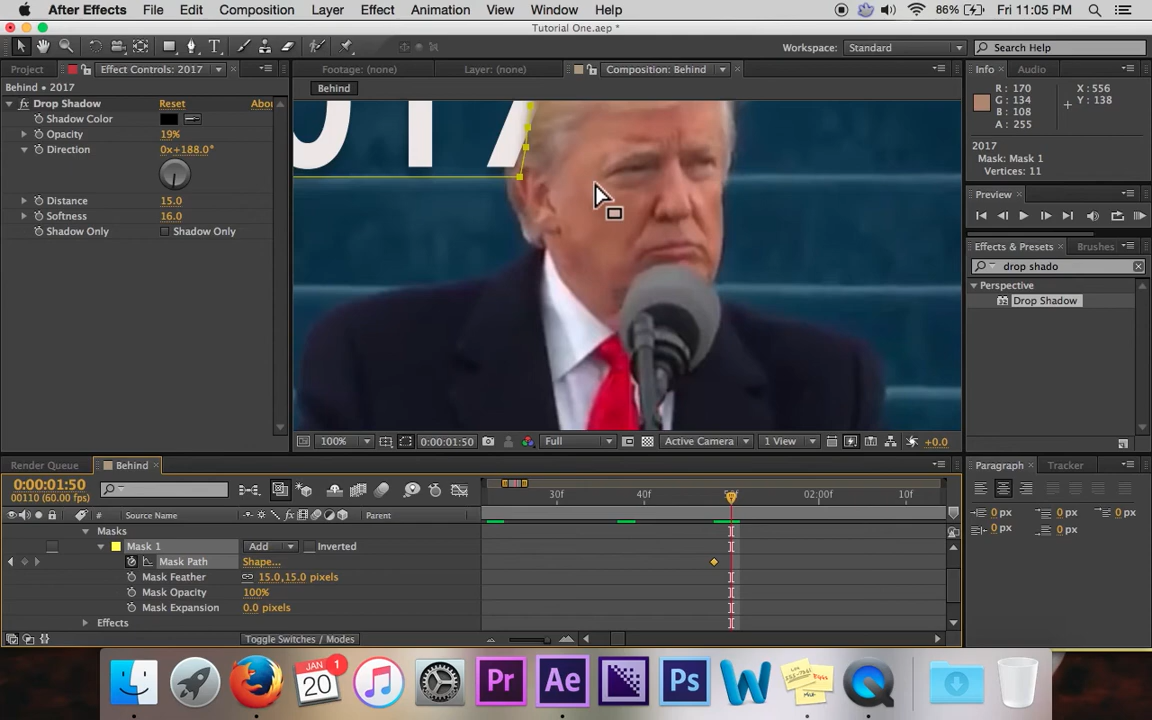 After Effects File Edit Composition Layer Effect Animation View Window Help 86% Fri 11:05 PM
Tutorial One.aep *
Workspace: Standard Search Help
Project Effect Controls: 2017 Footage: (none) Layer: (none) Composition: Behind Info Audio
Behind • 2017 Behind
fx Drop Shadow Reset Abou
Shadow Color
Opacity 19%
Direction 0x+188.0°
Distance 15.0
Softness 16.0
Shadow Only Shadow Only
R: 170 X: 556
G: 134 Y: 138
B: 108
A: 255
2017
Mask: Mask 1
Vertices: 11
Preview
Effects & Presets Brushes
drop shado
Perspective
Drop Shadow
100% 0:00:01:50 Full Active Camera 1 View +0.0
Render Queue Behind Paragraph Tracker
0:00:01:50
00110 (60.00 fps)
30f 40f 50f 02:00f 10f
# Source Name Parent
0 px 0 px 0 px
0 px 0 px
Masks
Mask 1 Add Inverted
Mask Path Shape...
Mask Feather 15.0,15.0 pixels
Mask Opacity 100%
Mask Expansion 0.0 pixels
Effects
Toggle Switches / Modes
JAN 1
20
Pr Ae Ps W